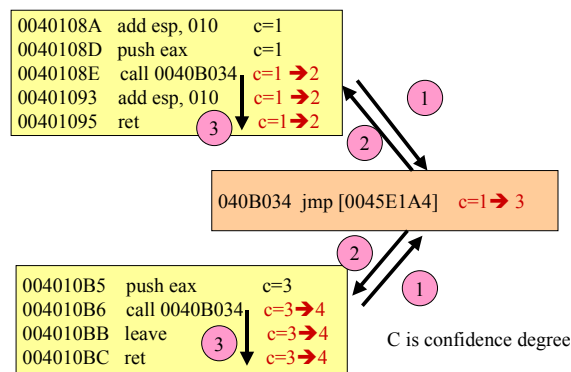 0040108A add esp, 010 c=1
0040108D push eax c=1
0040108E call 0040B034 c=1 ➔2
00401093 add esp, 010 c=1 ➔2
00401095 ret c=1 ➔2
3
1
2
040B034 jmp [0045E1A4] c=1➔ 3
2
1
004010B5 push eax c=3
004010B6 call 0040B034 c=3➔4
004010BB leave c=3➔4
004010BC ret c=3➔4
3
C is confidence degree